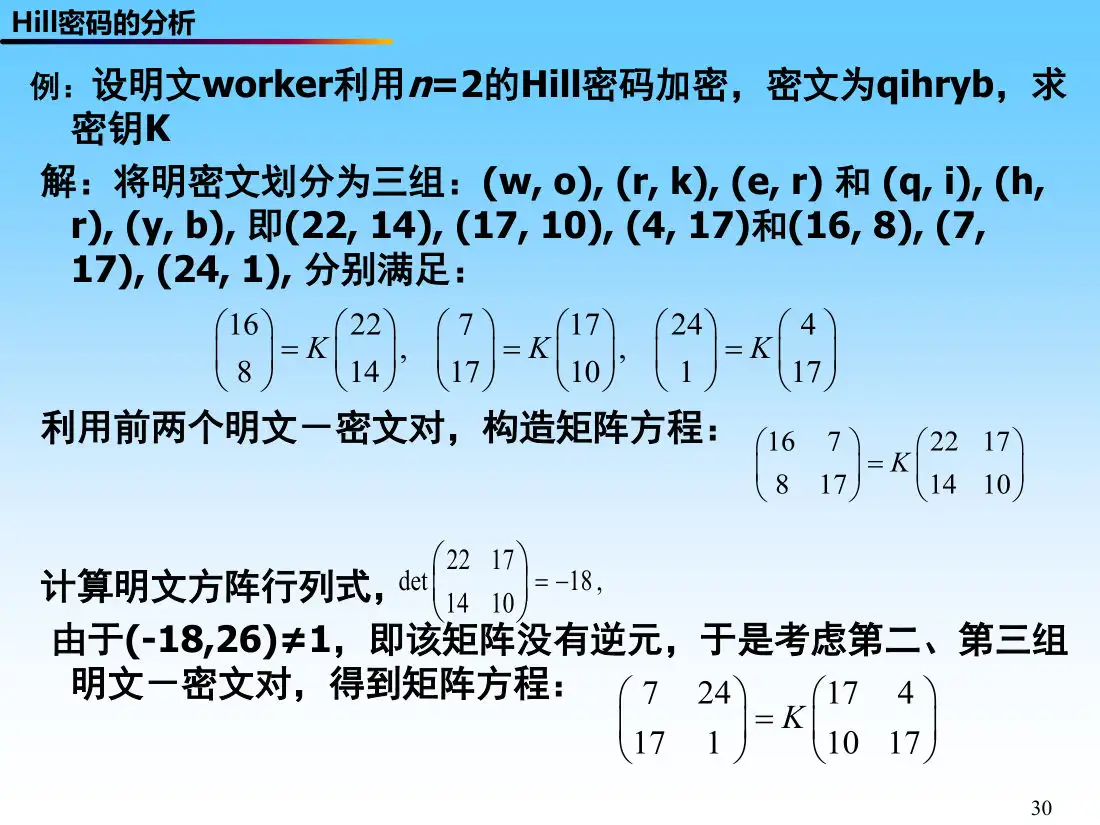 Hill密码的分析
例：设明文worker利用n=2的Hill密码加密，密文为qihryb，求
密钥K
解：将明密文划分为三组：(w, o), (r, k), (e, r) 和 (q, i), (h,
r), (y, b), 即(22, 14), (17, 10), (4, 17)和(16, 8), (7,
17), (24, 1), 分别满足：
(16 8) = K (22 14), (7 17) = K (17 10), (24 1) = K (4 17)
利用前两个明文－密文对，构造矩阵方程：
(16 7
8 17) = K (22 17
14 10)
计算明文方阵行列式，det (22 17
14 10) = −18 ,
由于(-18,26)≠1，即该矩阵没有逆元，于是考虑第二、第三组
明文－密文对，得到矩阵方程：
(7 24
17 1) = K (17 4
10 17)
30